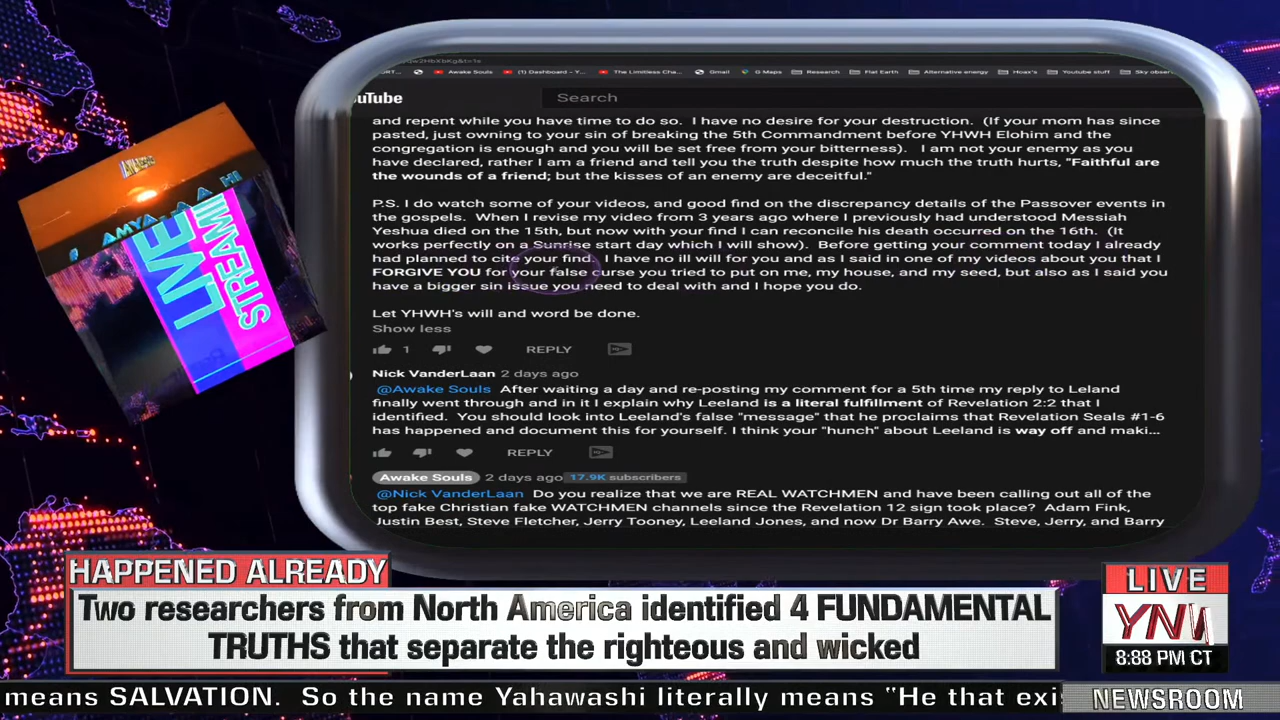 qw2HbXbKg&t=1s
Awake Souls (1) Dashboard - Y... The Limitless Cha... Gmail G Maps Research Flat Earth Alternative energy Hoax's Youtube stuff Sky obser
uTube Search
and repent while you have time to do so. I have no desire for your destruction. (If your mom has since
pasted, just owning to your sin of breaking the 5th Commandment before YHWH Elohim and the
congregation is enough and you will be set free from your bitterness). I am not your enemy as you
have declared, rather I am a friend and tell you the truth despite how much the truth hurts, "Faithful are
the wounds of a friend; but the kisses of an enemy are deceitful."
P.S. I do watch some of your videos, and good find on the discrepancy details of the Passover events in
the gospels. When I revise my video from 3 years ago where I previously had understood Messiah
Yeshua died on the 15th, but now with your find I can reconcile his death occurred on the 16th. (It
works perfectly on a sunrise start day which I will show). Before getting your comment today I already
had planned to cite your find. I have no ill will for you and as I said in one of my videos about you that I
FORGIVE YOU for your false curse you tried to put on me, my house, and my seed, but also as I said you
have a bigger sin issue you need to deal with and I hope you do.
Let YHWH's will and word be done.
Show less
1 REPLY
Nick VanderLaan 2 days ago
@Awake Souls After waiting a day and re-posting my comment for a 5th time my reply to Leland
finally went through and in it I explain why Leeland is a literal fulfillment of Revelation 2:2 that I
identified. You should look into Leeland's false "message" that he proclaims that Revelation Seals #1-6
has happened and document this for yourself. I think your "hunch" about Leeland is way off and maki...
REPLY
Awake Souls 2 days ago 17.9K subscribers
@Nick VanderLaan Do you realize that we are REAL WATCHMEN and have been calling out all of the
top fake Christian fake WATCHMEN channels since the Revelation 12 sign took place? Adam Fink,
Justin Best, Steve Fletcher, Jerry Tooney, Leeland Jones, and now Dr Barry Awe. Steve, Jerry, and Barry
LIVE
STREAMI
HAPPENED ALREADY
Two researchers from North America identified 4 FUNDAMENTAL
TRUTHS that separate the righteous and wicked
LIVE
YNN
8:88 PM CT
means SALVATION. So the name Yahawashi literally means "He that exi
NEWSROOM